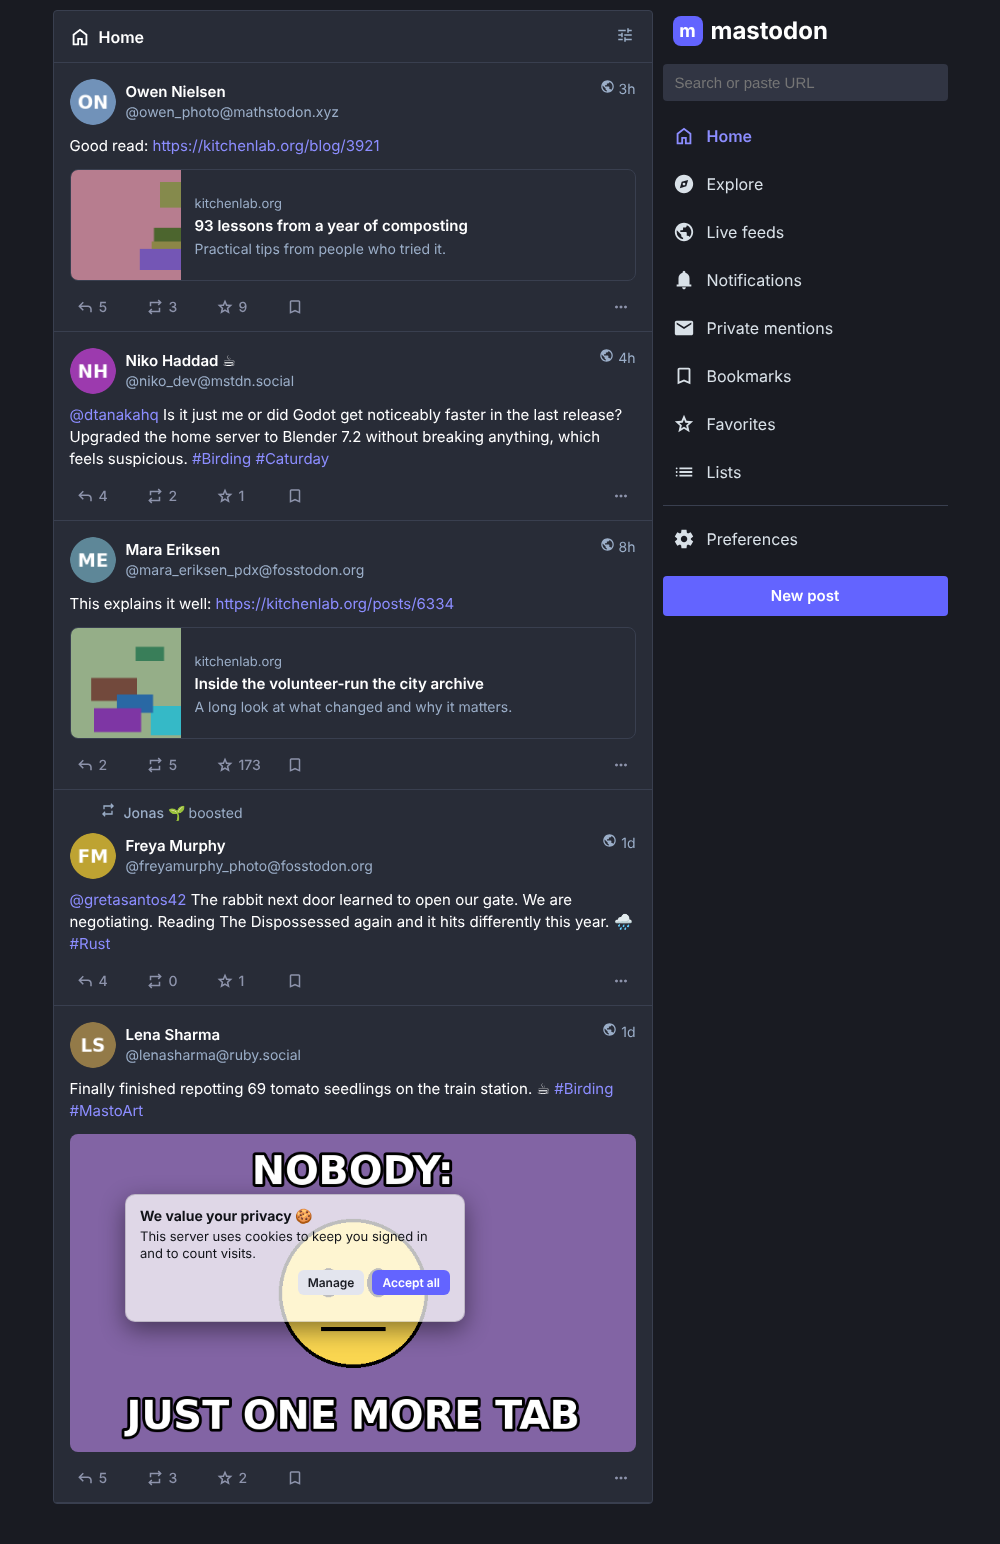 Home
ON
Owen Nielsen
3h
@owen_photo@mathstodon.xyz
Good read: https://kitchenlab.org/blog/3921
kitchenlab.org
93 lessons from a year of composting
Practical tips from people who tried it.
5 3 9
NH
Niko Haddad ☕
4h
@niko_dev@mstdn.social
@dtanakahq Is it just me or did Godot get noticeably faster in the last release?
Upgraded the home server to Blender 7.2 without breaking anything, which
feels suspicious. #Birding #Caturday
4 2 1
ME
Mara Eriksen
8h
@mara_eriksen_pdx@fosstodon.org
This explains it well: https://kitchenlab.org/posts/6334
kitchenlab.org
Inside the volunteer-run the city archive
A long look at what changed and why it matters.
2 5 173
Jonas 🌱 boosted
FM
Freya Murphy
1d
@freyamurphy_photo@fosstodon.org
@gretasantos42 The rabbit next door learned to open our gate. We are
negotiating. Reading The Dispossessed again and it hits differently this year. 🌧️
#Rust
4 0 1
LS
Lena Sharma
1d
@lenasharma@ruby.social
Finally finished repotting 69 tomato seedlings on the train station. ☕ #Birding
#MastoArt
NOBODY:
We value your privacy 🍪
This server uses cookies to keep you signed in
and to count visits.
Manage Accept all
JUST ONE MORE TAB
5 3 2
m mastodon
Search or paste URL
Home
Explore
Live feeds
Notifications
Private mentions
Bookmarks
Favorites
Lists
Preferences
New post